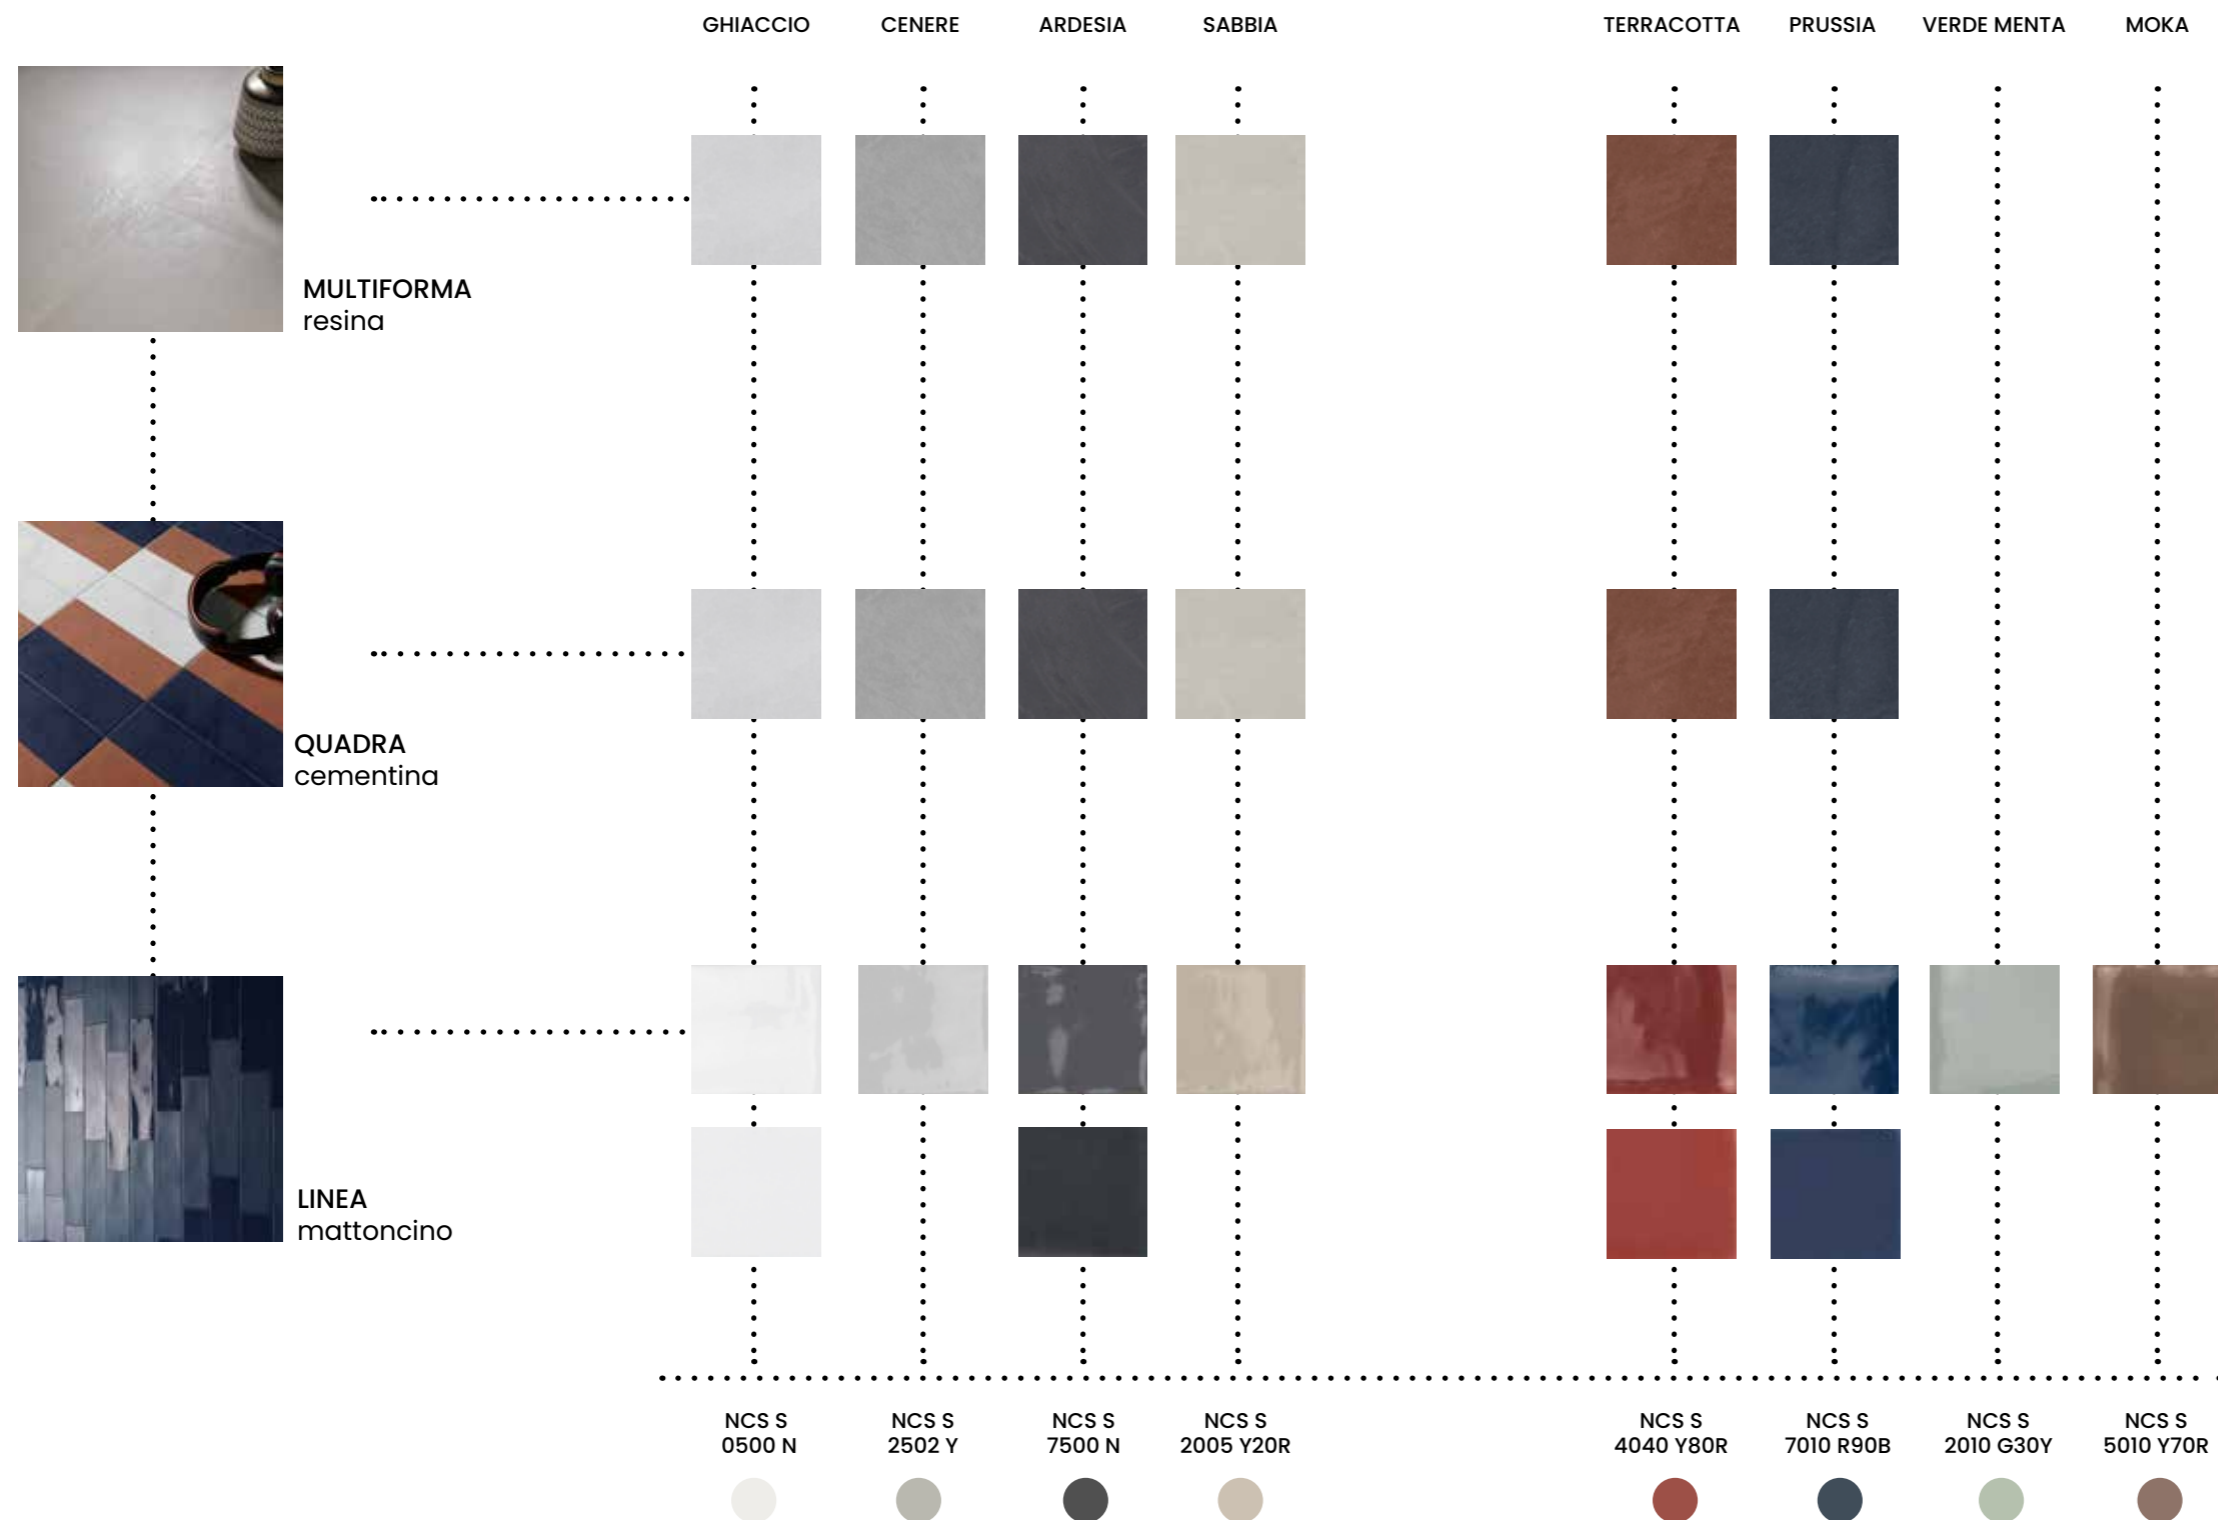 GHIACCIO
CENERE
ARDESIA
SABBIA
TERRACOTTA
PRUSSIA
VERDE MENTA
MOKA
MULTIFORMA
resina
QUADRA
cementina
LINEA
mattoncino
NCS S
0500 N
NCS S
2502 Y
NCS S
7500 N
NCS S
2005 Y20R
NCS S
4040 Y80R
NCS S
7010 R90B
NCS S
2010 G30Y
NCS S
5010 Y70R